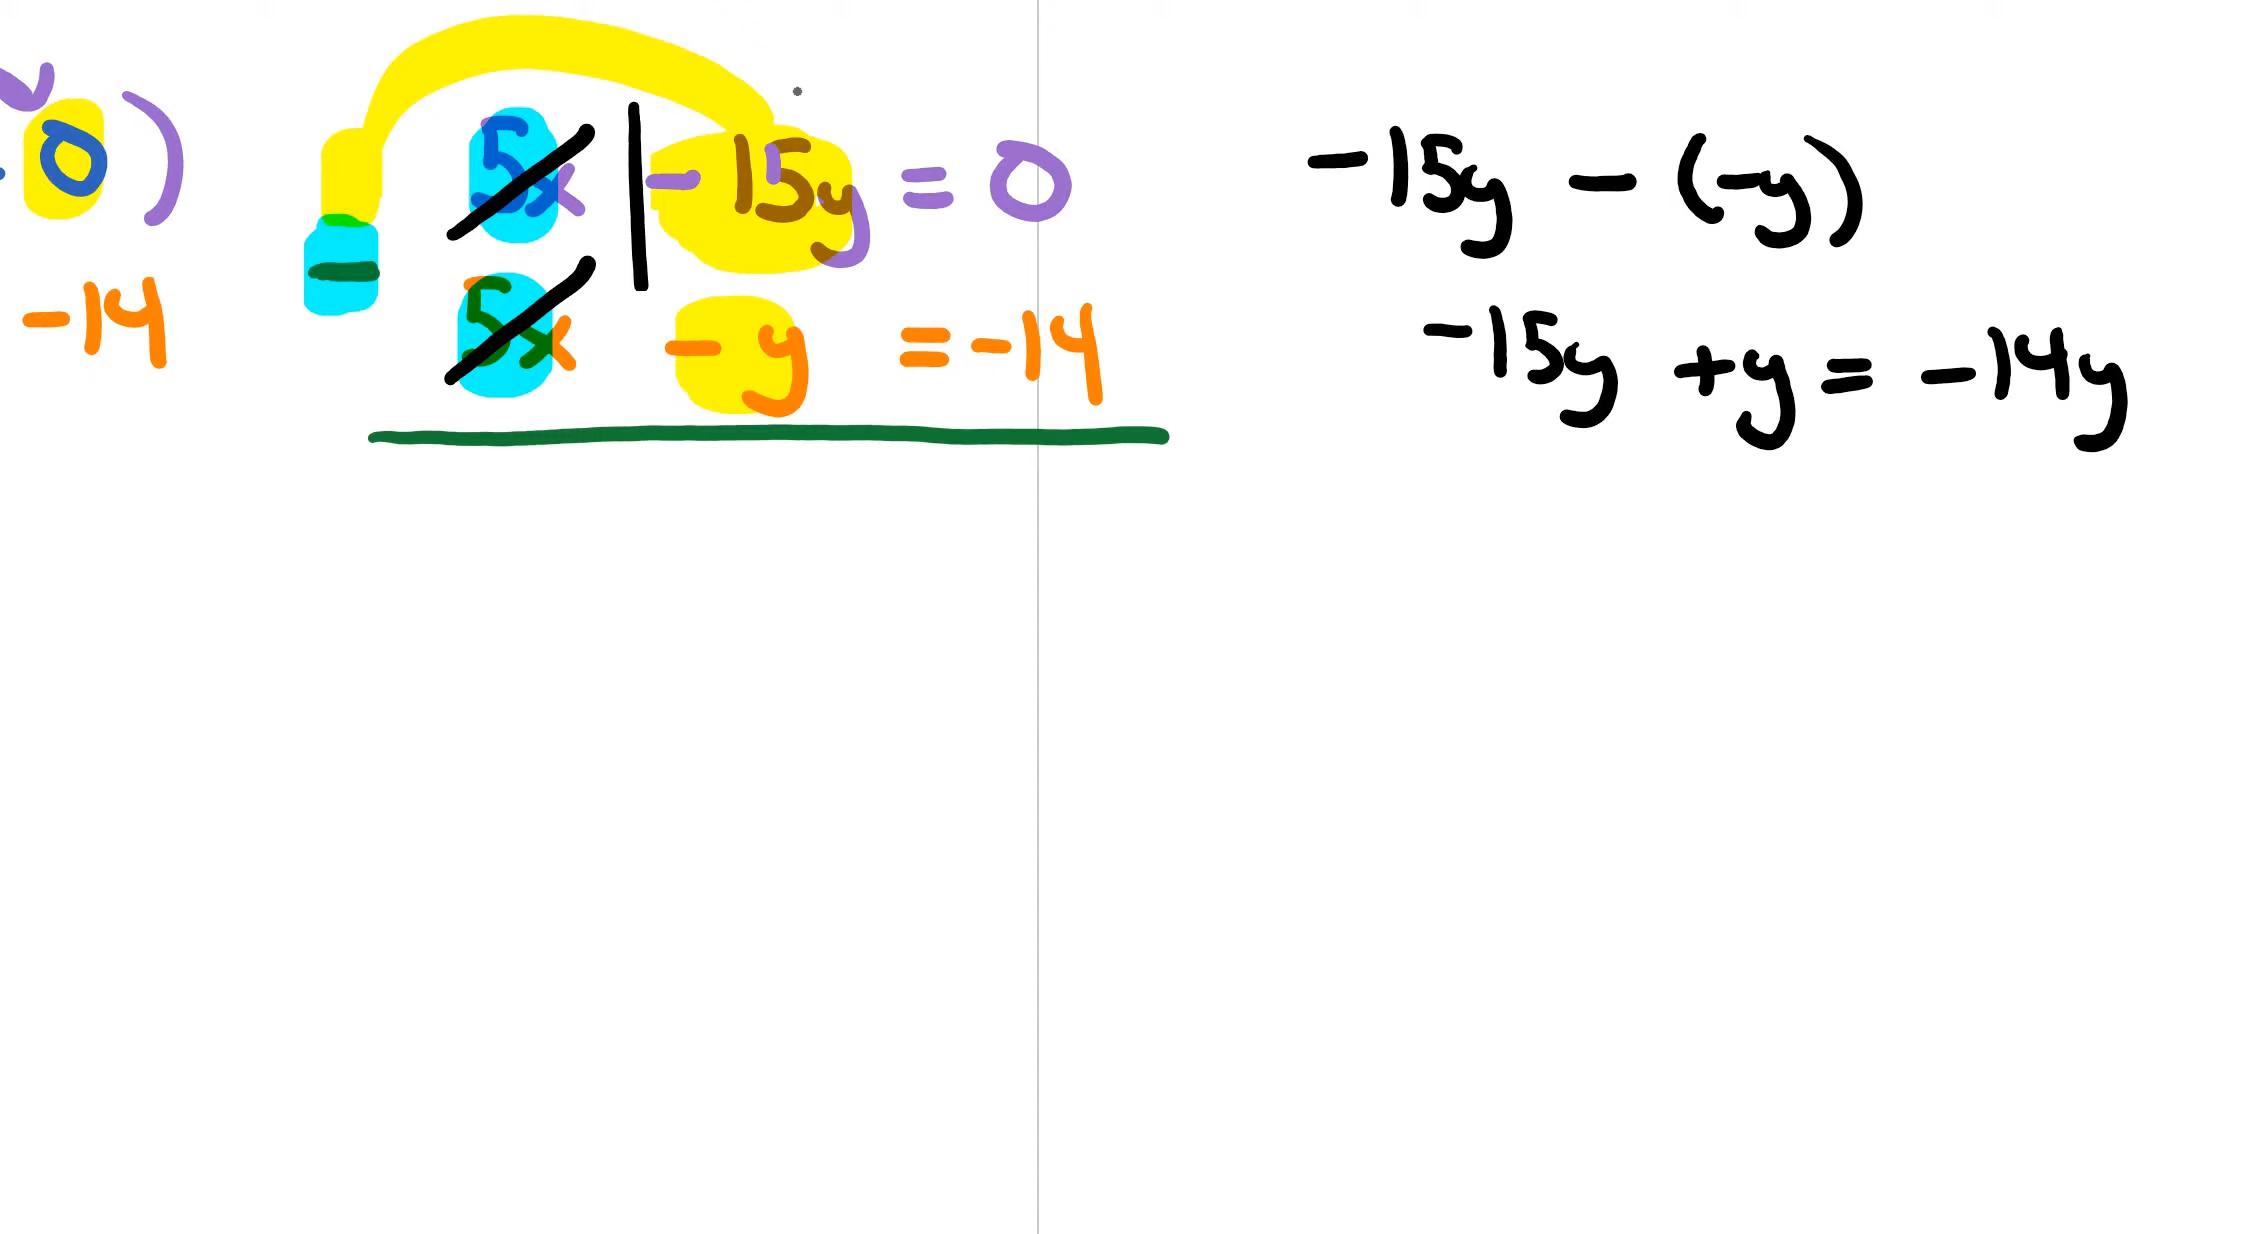 0)
-14
5x - 15y = 0
- 5x - y = -14
-15y - (-y)
-15y + y = -14y